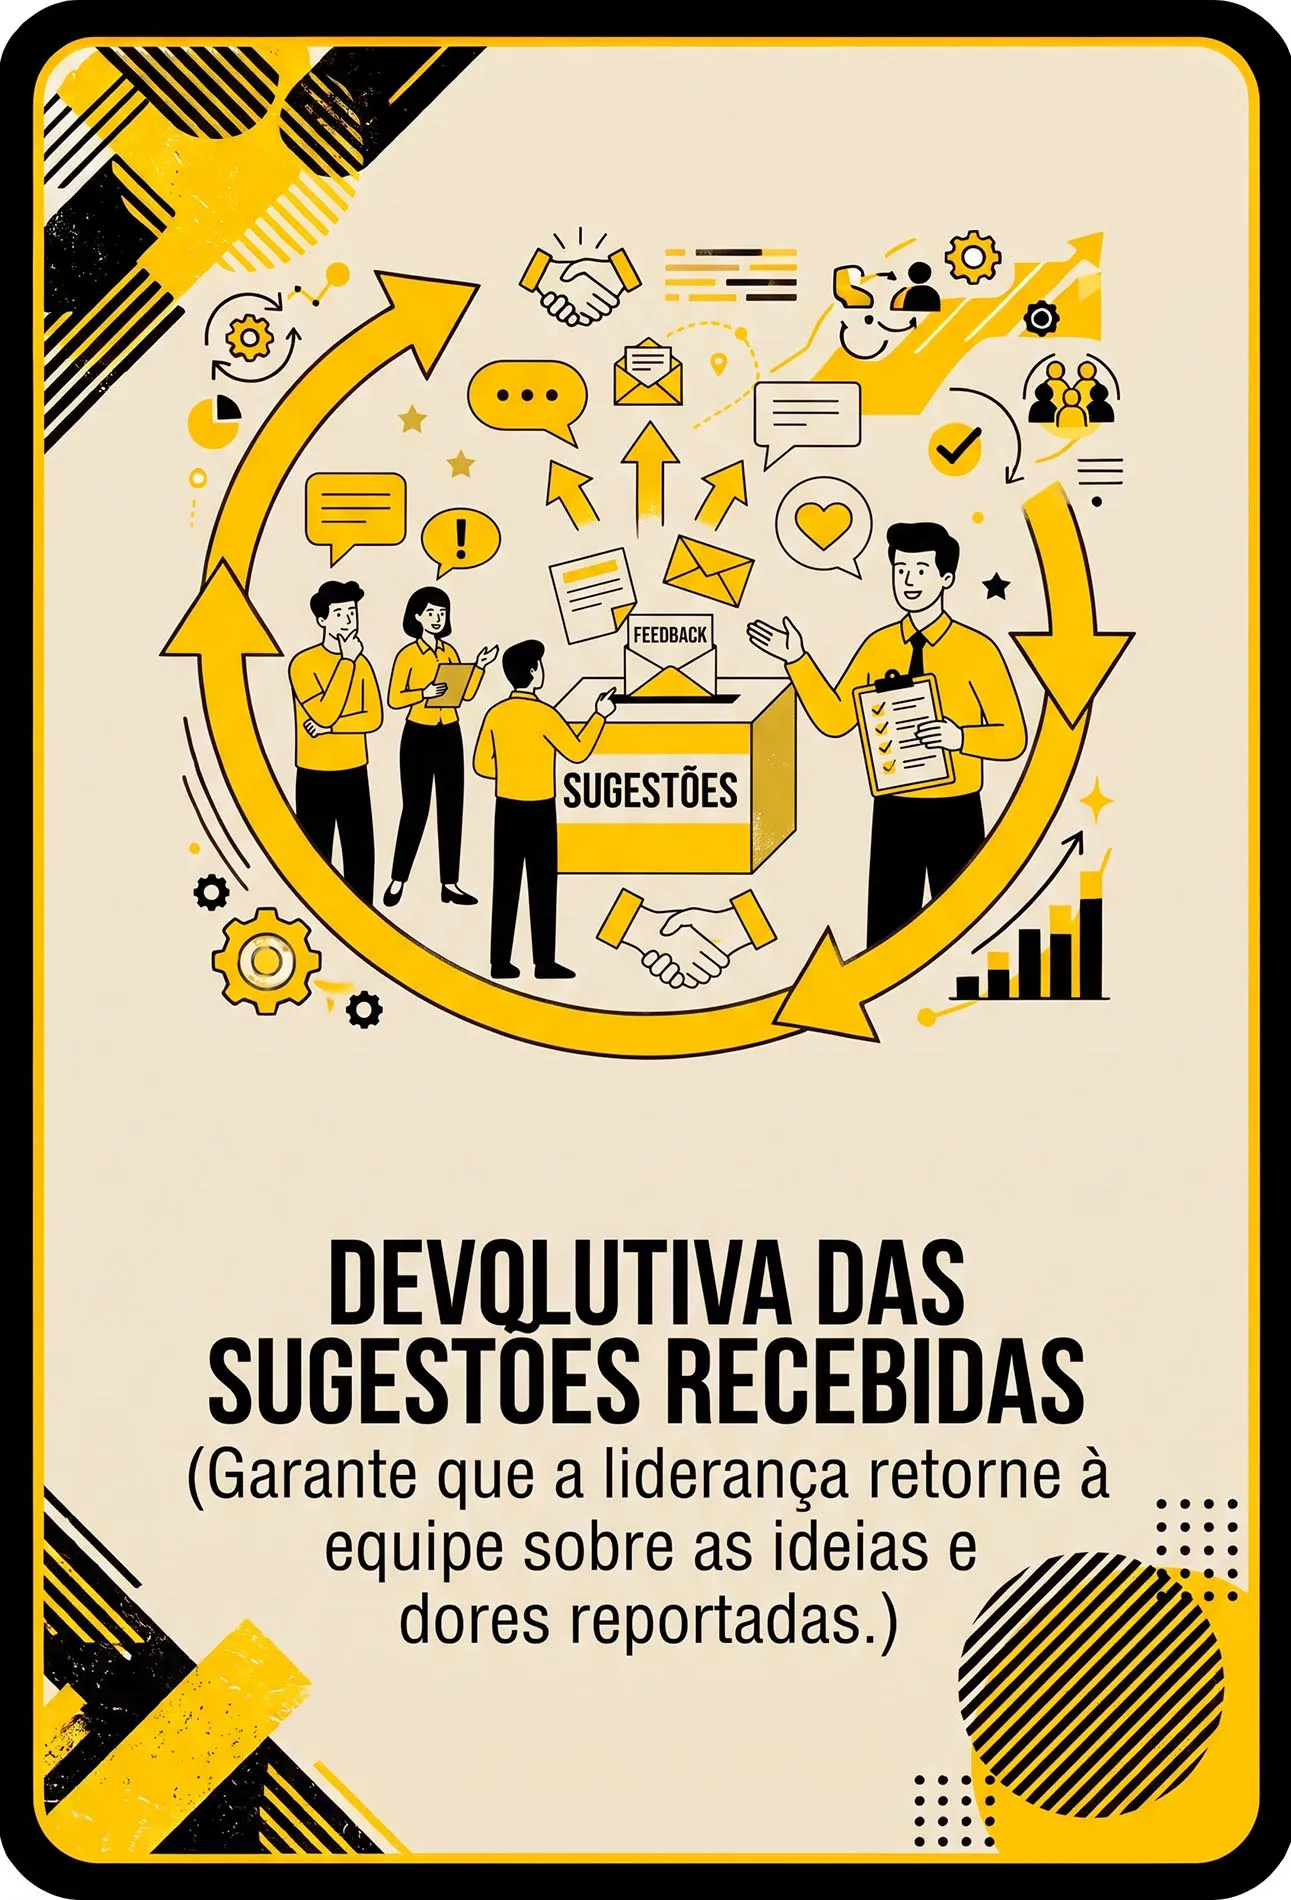 FEEDBACK
SUGESTÕES
DEVOLUTIVA DAS
SUGESTÕES RECEBIDAS
(Garante que a liderança retorne à
equipe sobre as ideias e
dores reportadas.)